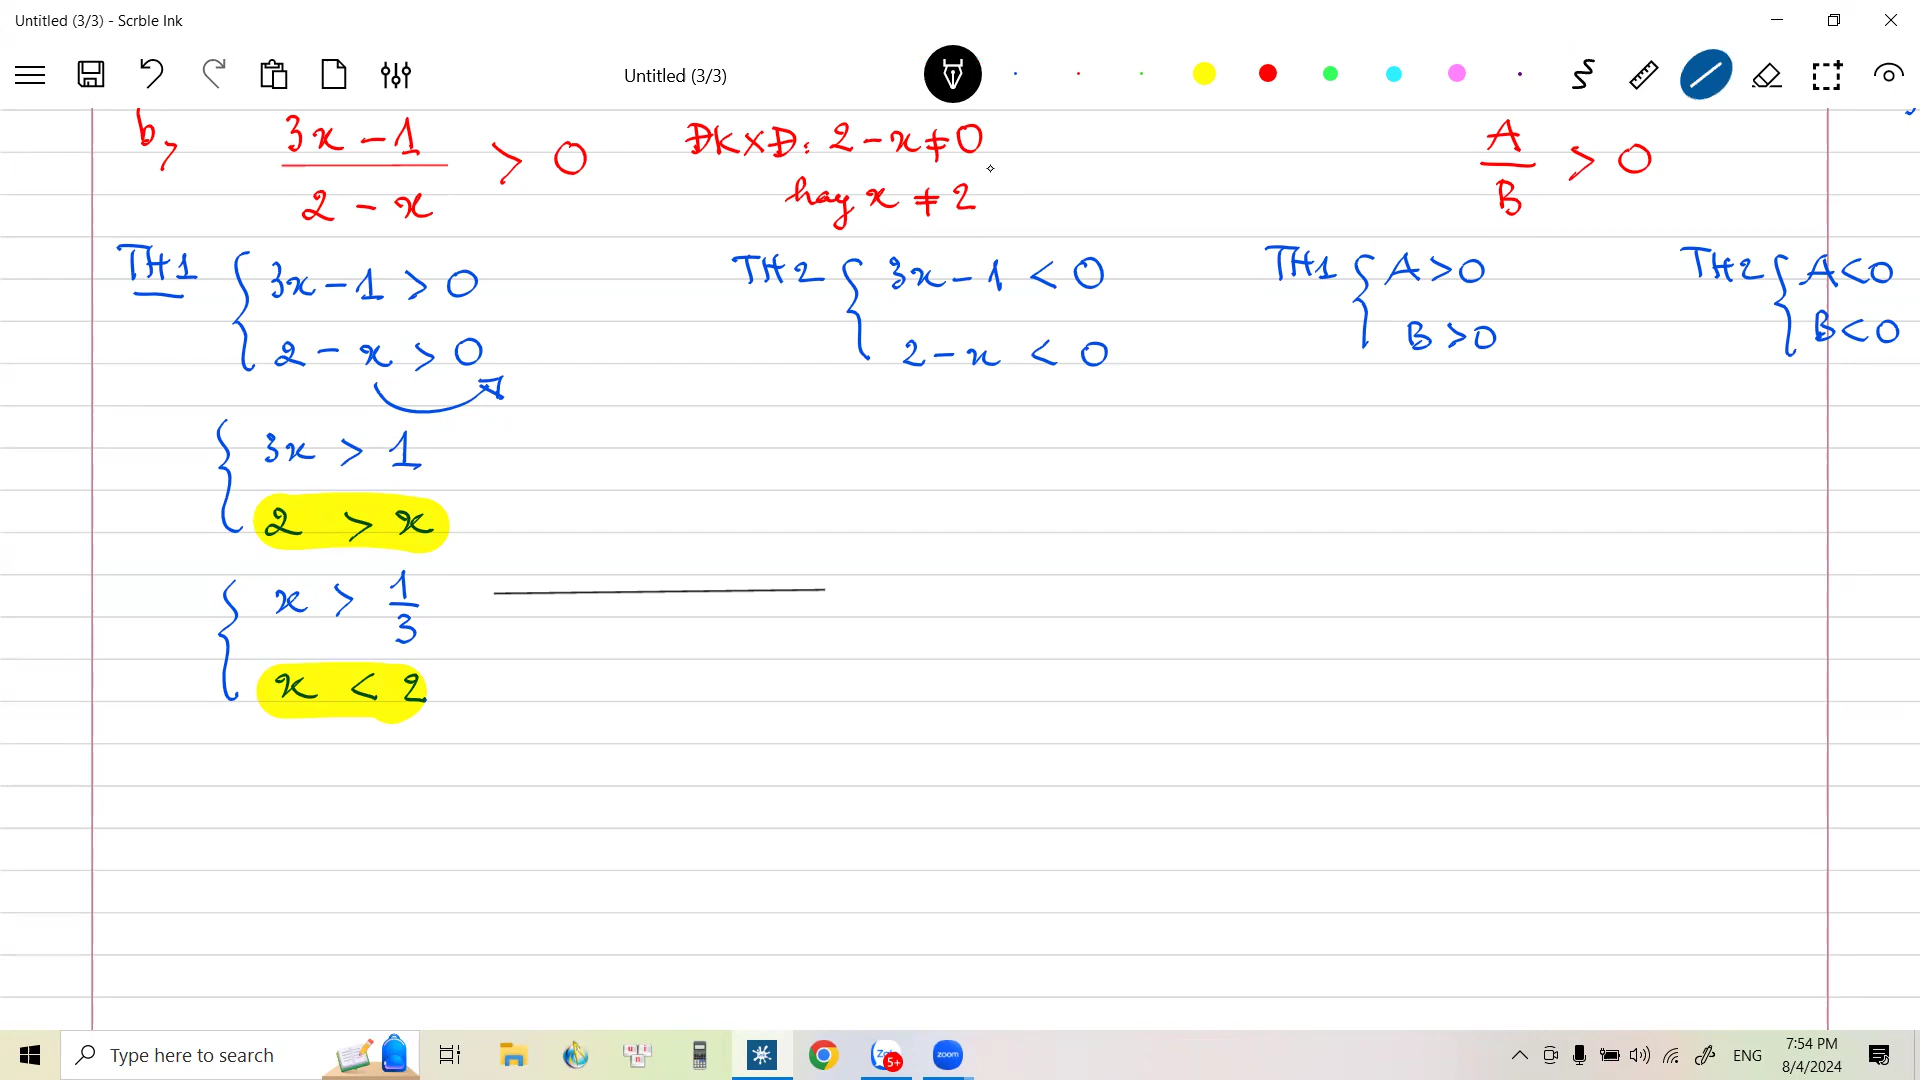 Untitled (3/3) - Scrble Ink
Untitled (3/3)
b, (3x - 1)/(2 - x) > 0
ĐKXĐ: 2 - x ≠ 0
hay x ≠ 2
A/B > 0
TH1 { 3x - 1 > 0
2 - x > 0
TH2 { 3x - 1 < 0
2 - x < 0
TH1 { A > 0
B > 0
TH2 { A < 0
B < 0
{ 3x > 1
2 > x
{ x > 1/3
x < 2
Type here to search
zoom
5+
ENG
7:54 PM
8/4/2024